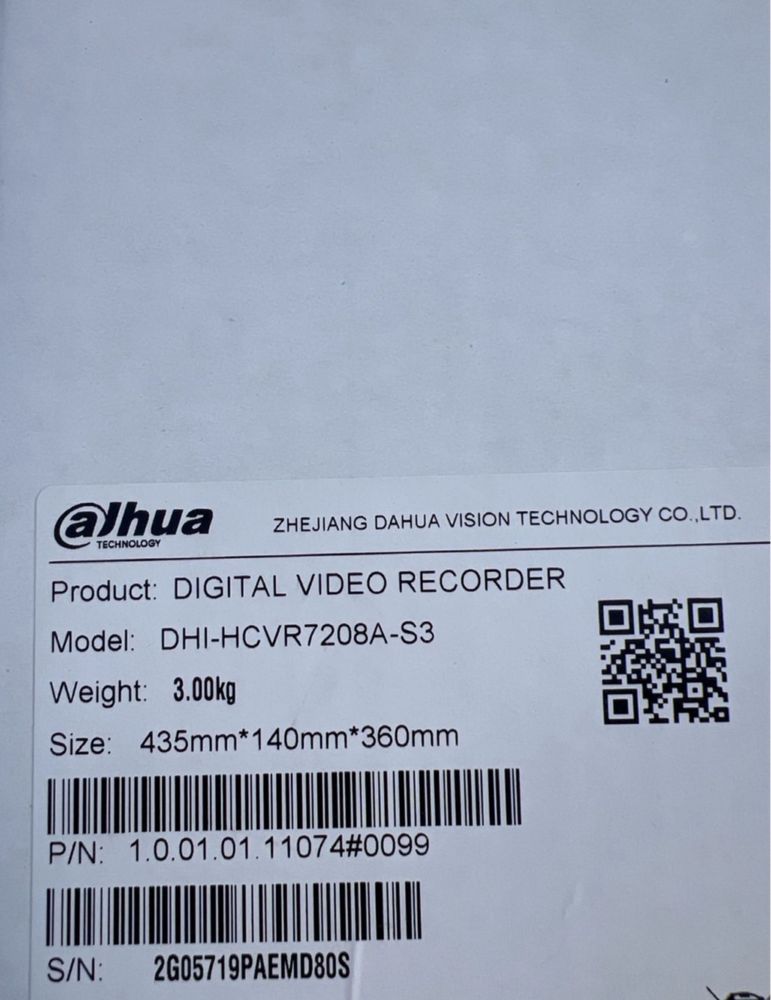 alhua
TECHNOLOGY
ZHEJIANG DAHUA VISION TECHNOLOGY CO.,LTD.
Product: DIGITAL VIDEO RECORDER
Model: DHI-HCVR7208A-S3
Weight: 3.00kg
Size: 435mm*140mm*360mm
P/N: 1.0.01.01.11074#0099
S/N: 2G05719PAEMD80S